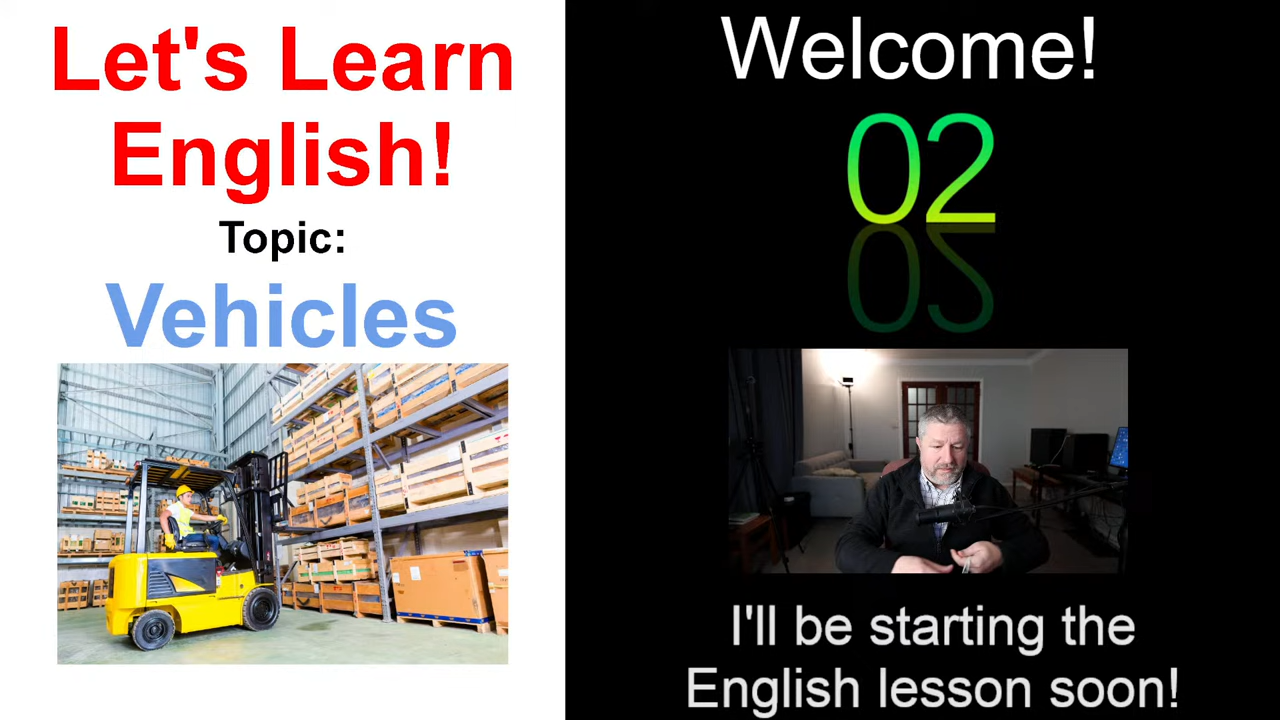 Let's Learn
English!
Topic:
Vehicles
Welcome!
02
I'll be starting the
English lesson soon!